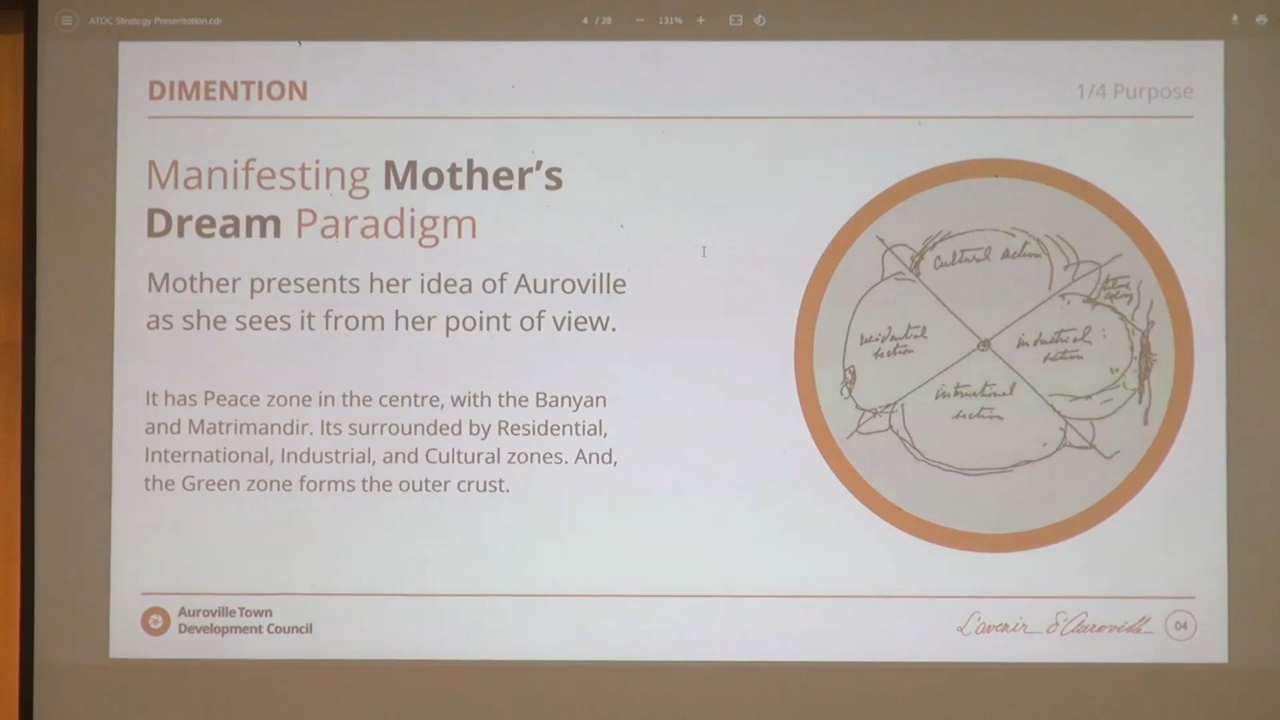 ATDC Strategy Presentation.cdr
4 / 28
131%
DIMENTION
1/4 Purpose
Manifesting Mother's
Dream Paradigm
Mother presents her idea of Auroville
as she sees it from her point of view.
It has Peace zone in the centre, with the Banyan
and Matrimandir. Its surrounded by Residential,
International, Industrial, and Cultural zones. And,
the Green zone forms the outer crust.
Cultural action
residential
section
industrial
section
instructional
section
Auroville Town
Development Council
L'avenir d'Auroville
04